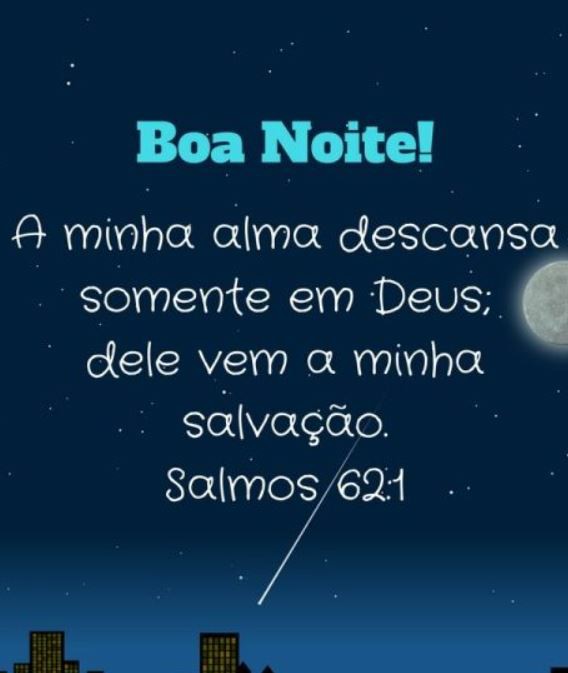 Boa Noite!
A minha alma descansa
somente em Deus;
dele vem a minha
salvação.
Salmos 62:1